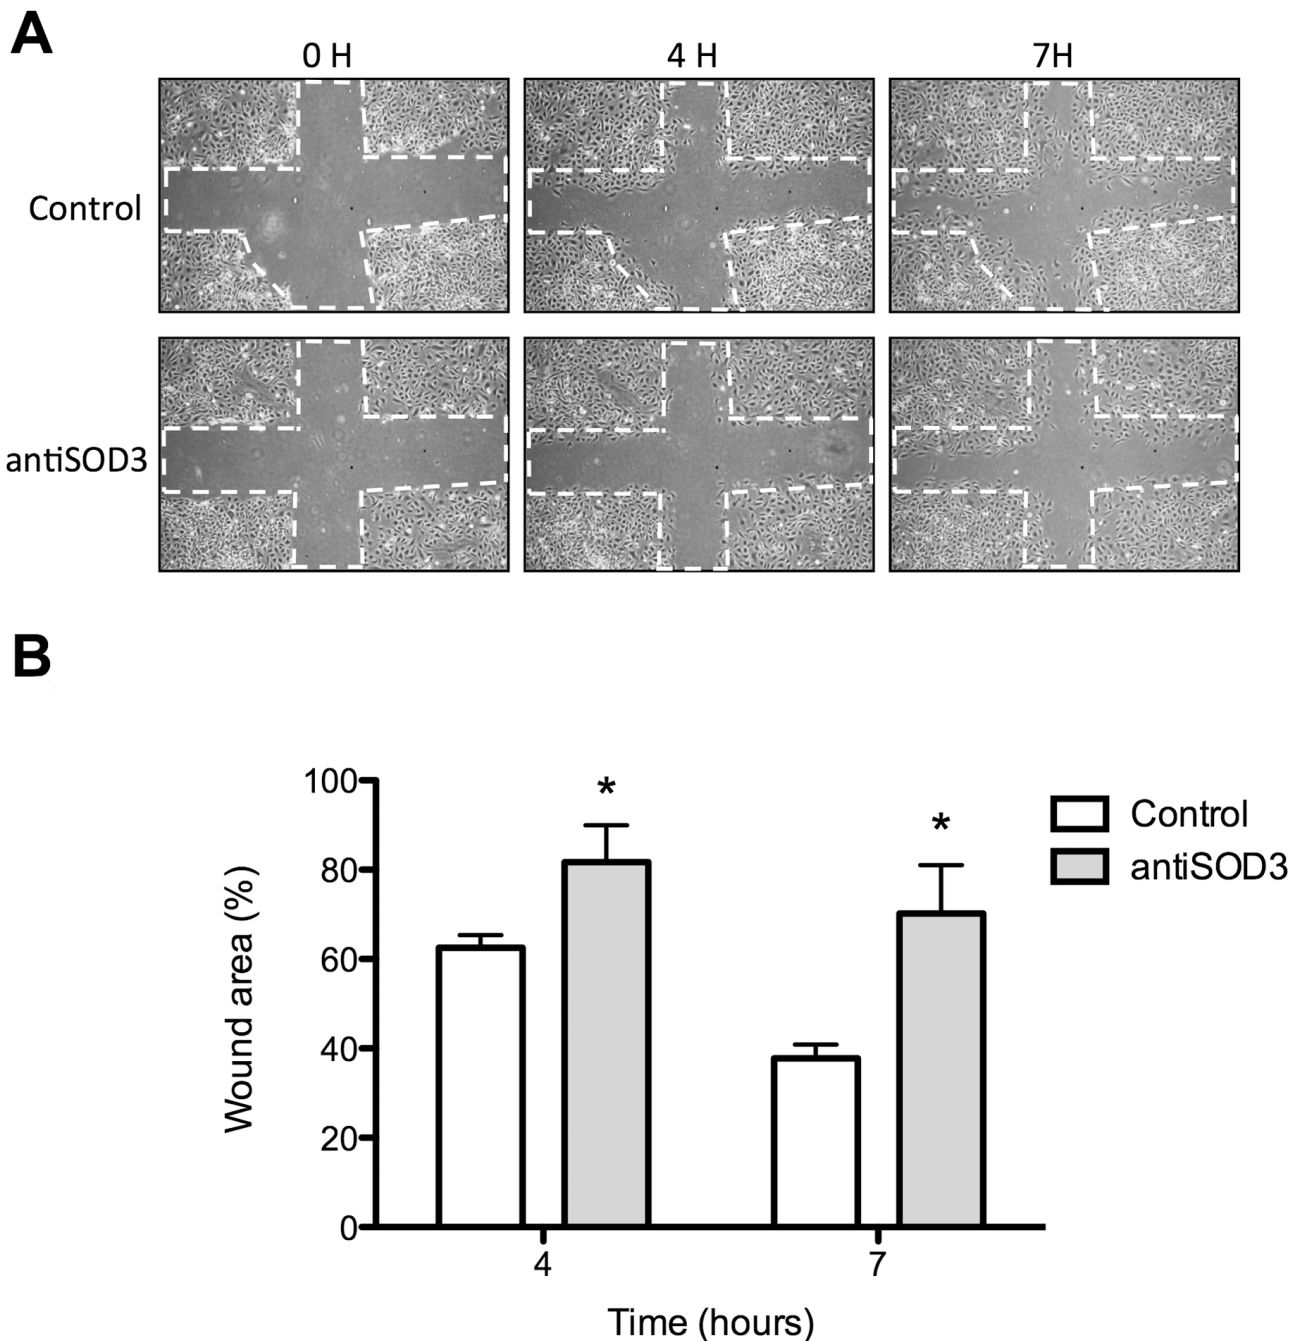 A
0 H
4 H
7H
Control
antiSOD3
B
100
80
60
40
20
0
Wound area (%)
*
*
Control
antiSOD3
4
7
Time (hours)